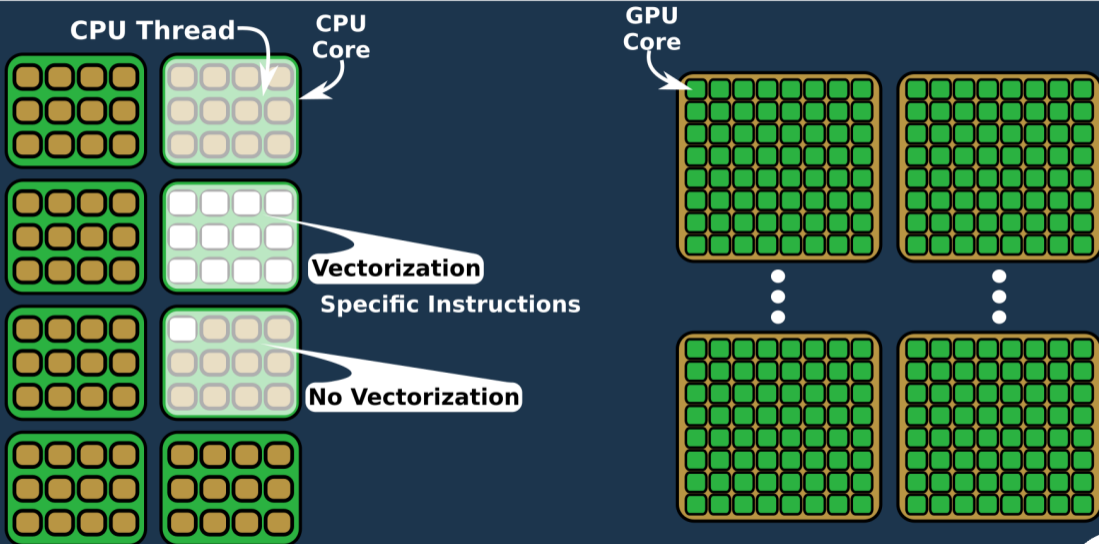 CPU Thread
CPU
Core
GPU
Core
Vectorization
Specific Instructions
No Vectorization